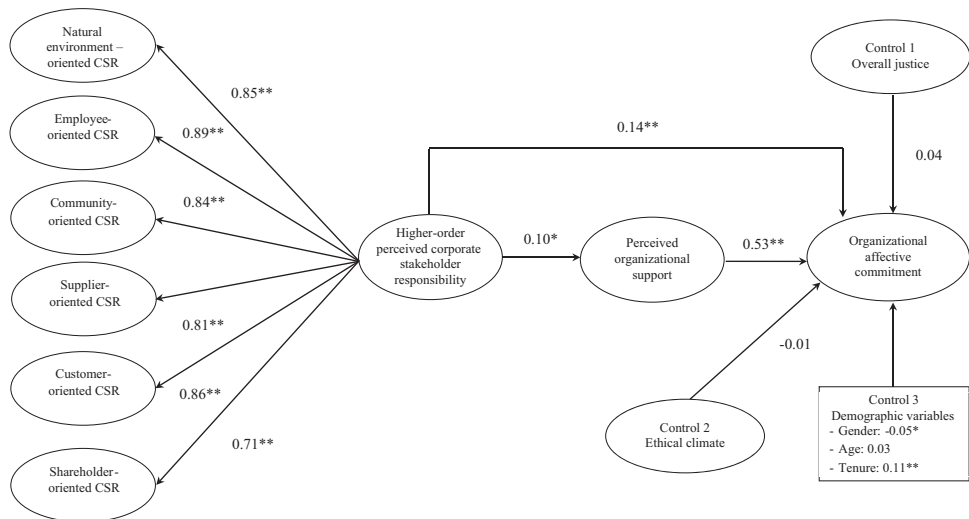 Natural
environment –
oriented CSR
Employee-
oriented CSR
Community-
oriented CSR
Supplier-
oriented CSR
Customer-
oriented CSR
Shareholder-
oriented CSR
0.85**
0.89**
0.84**
0.81**
0.86**
0.71**
Higher-order
perceived corporate
stakeholder
responsibility
0.14**
0.10*
Perceived
organizational
support
0.53**
Control 1
Overall justice
0.04
Organizational
affective
commitment
-0.01
Control 2
Ethical climate
Control 3
Demographic variables
- Gender: -0.05*
- Age: 0.03
- Tenure: 0.11**